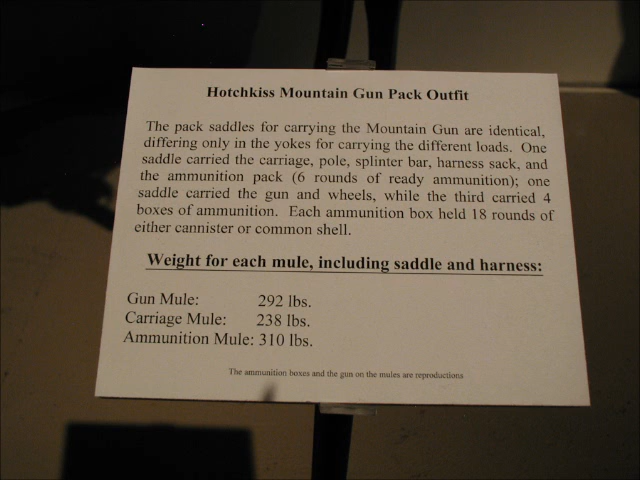 Hotchkiss Mountain Gun Pack Outfit
The pack saddles for carrying the Mountain Gun are identical,
differing only in the yokes for carrying the different loads. One
saddle carried the carriage, pole, splinter bar, harness sack, and
the ammunition pack (6 rounds of ready ammunition); one
saddle carried the gun and wheels, while the third carried 4
boxes of ammunition. Each ammunition box held 18 rounds of
either cannister or common shell.
Weight for each mule, including saddle and harness:
Gun Mule: 292 lbs.
Carriage Mule: 238 lbs.
Ammunition Mule: 310 lbs.
The ammunition boxes and the gun on the mules are reproductions